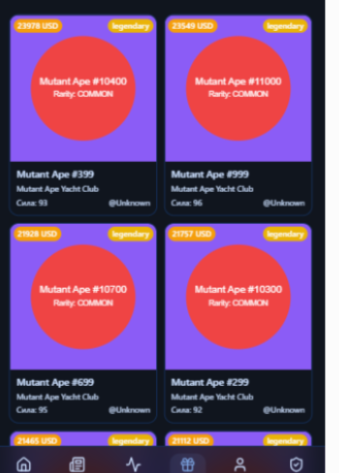 23978 USD
legendary
23549 USD
legendary
Mutant Ape #10400
Rarity: COMMON
Mutant Ape #11000
Rarity: COMMON
Mutant Ape #399
Mutant Ape Yacht Club
Сила: 93
@Unknown
Mutant Ape #999
Mutant Ape Yacht Club
Сила: 96
@Unknown
21928 USD
legendary
21757 USD
legendary
Mutant Ape #10700
Rarity: COMMON
Mutant Ape #10300
Rarity: COMMON
Mutant Ape #699
Mutant Ape Yacht Club
Сила: 95
@Unknown
Mutant Ape #299
Mutant Ape Yacht Club
Сила: 92
@Unknown
21465 USD
legendary
21112 USD
legendary